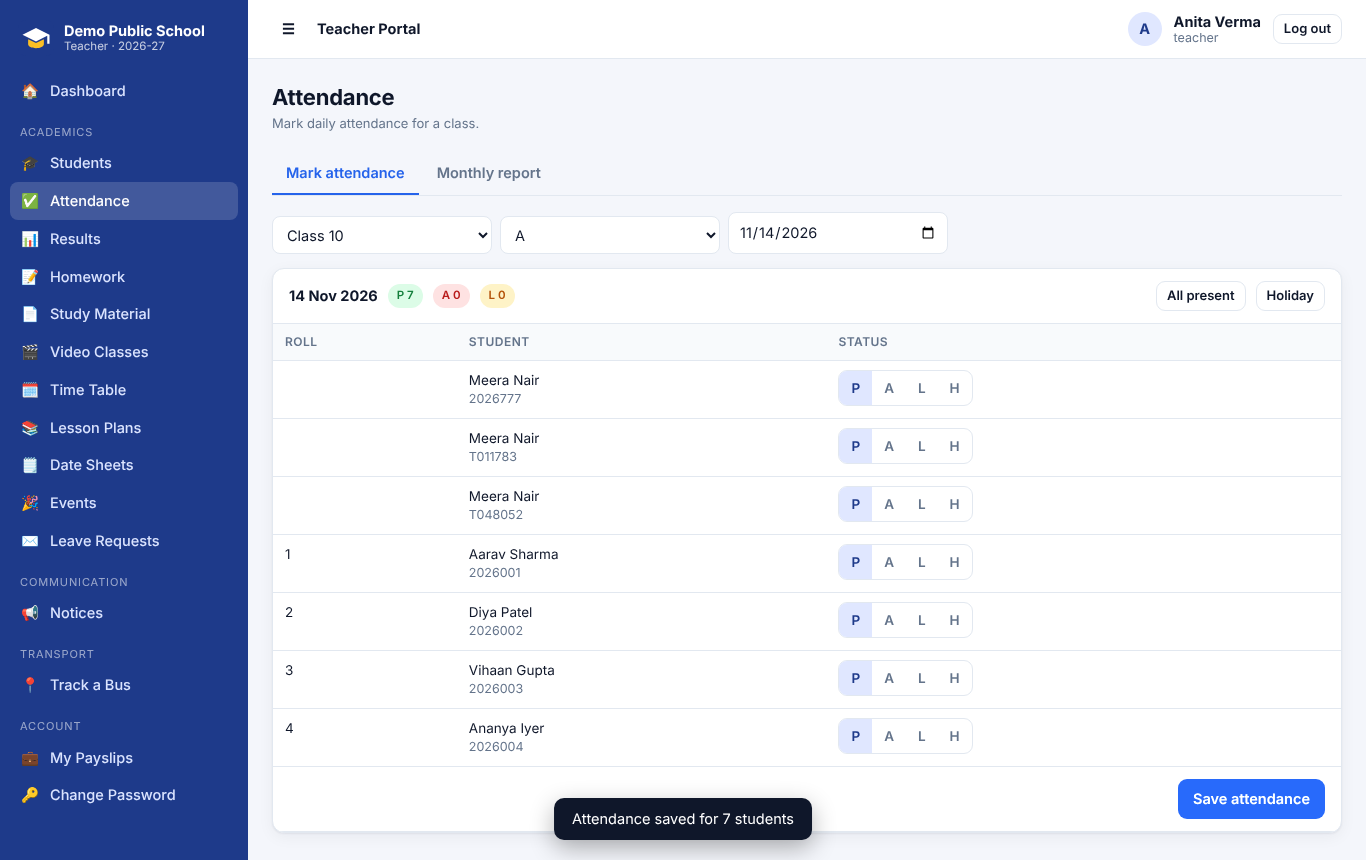 Demo Public School
Teacher · 2026-27
Dashboard
ACADEMICS
Students
Attendance
Results
Homework
Study Material
Video Classes
Time Table
Lesson Plans
Date Sheets
Events
Leave Requests
COMMUNICATION
Notices
TRANSPORT
Track a Bus
ACCOUNT
My Payslips
Change Password
☰ Teacher Portal
A
Anita Verma
teacher
Log out
Attendance
Mark daily attendance for a class.
Mark attendance Monthly report
Class 10 A 11/14/2026
14 Nov 2026 P 7 A 0 L 0 All present Holiday
ROLL STUDENT STATUS
Meera Nair
2026777
P A L H
Meera Nair
T011783
P A L H
Meera Nair
T048052
P A L H
1 Aarav Sharma
2026001
P A L H
2 Diya Patel
2026002
P A L H
3 Vihaan Gupta
2026003
P A L H
4 Ananya Iyer
2026004
P A L H
Save attendance
Attendance saved for 7 students